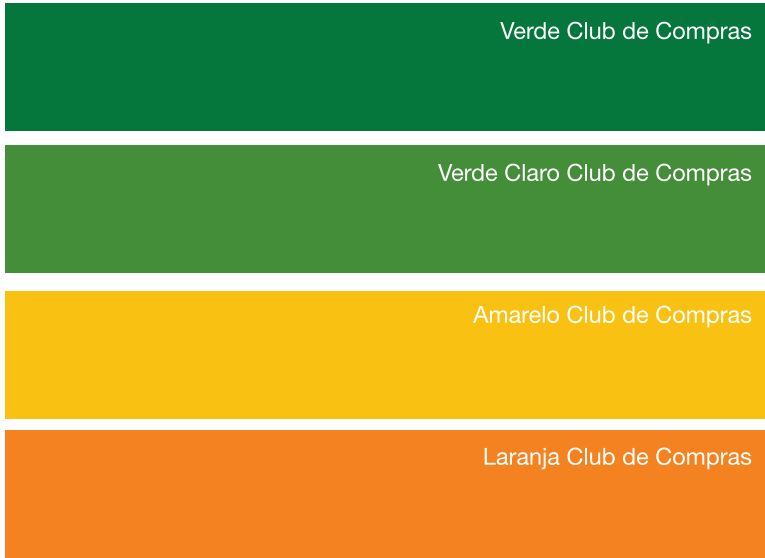 Verde Club de Compras
Verde Claro Club de Compras
Amarelo Club de Compras
Laranja Club de Compras